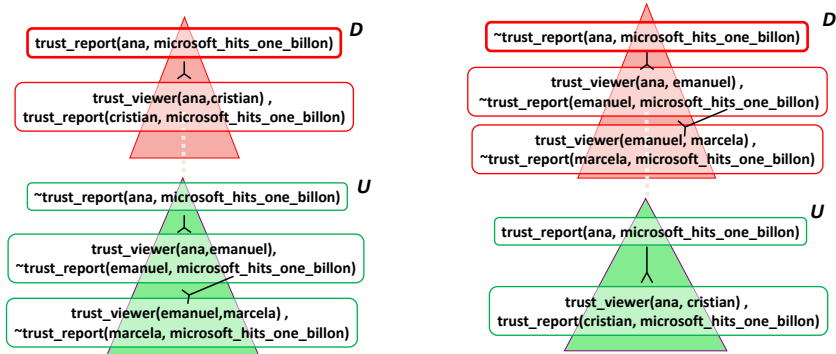 D
trust_report(ana, microsoft_hits_one_billon)
trust_viewer(ana,cristian) ,
trust_report(cristian, microsoft_hits_one_billon)
U
~trust_report(ana, microsoft_hits_one_billon)
trust_viewer(ana,emanuel),
~trust_report(emanuel, microsoft_hits_one_billon)
trust_viewer(emanuel,marcela) ,
~trust_report(marcela, microsoft_hits_one_billon)
D
~trust_report(ana, microsoft_hits_one_billon)
trust_viewer(ana, emanuel) ,
~trust_report(emanuel, microsoft_hits_one_billon)
trust_viewer(emanuel, marcela) ,
~trust_report(marcela, microsoft_hits_one_billon)
U
trust_report(ana, microsoft_hits_one_billon)
trust_viewer(ana, cristian) ,
trust_report(cristian, microsoft_hits_one_billon)